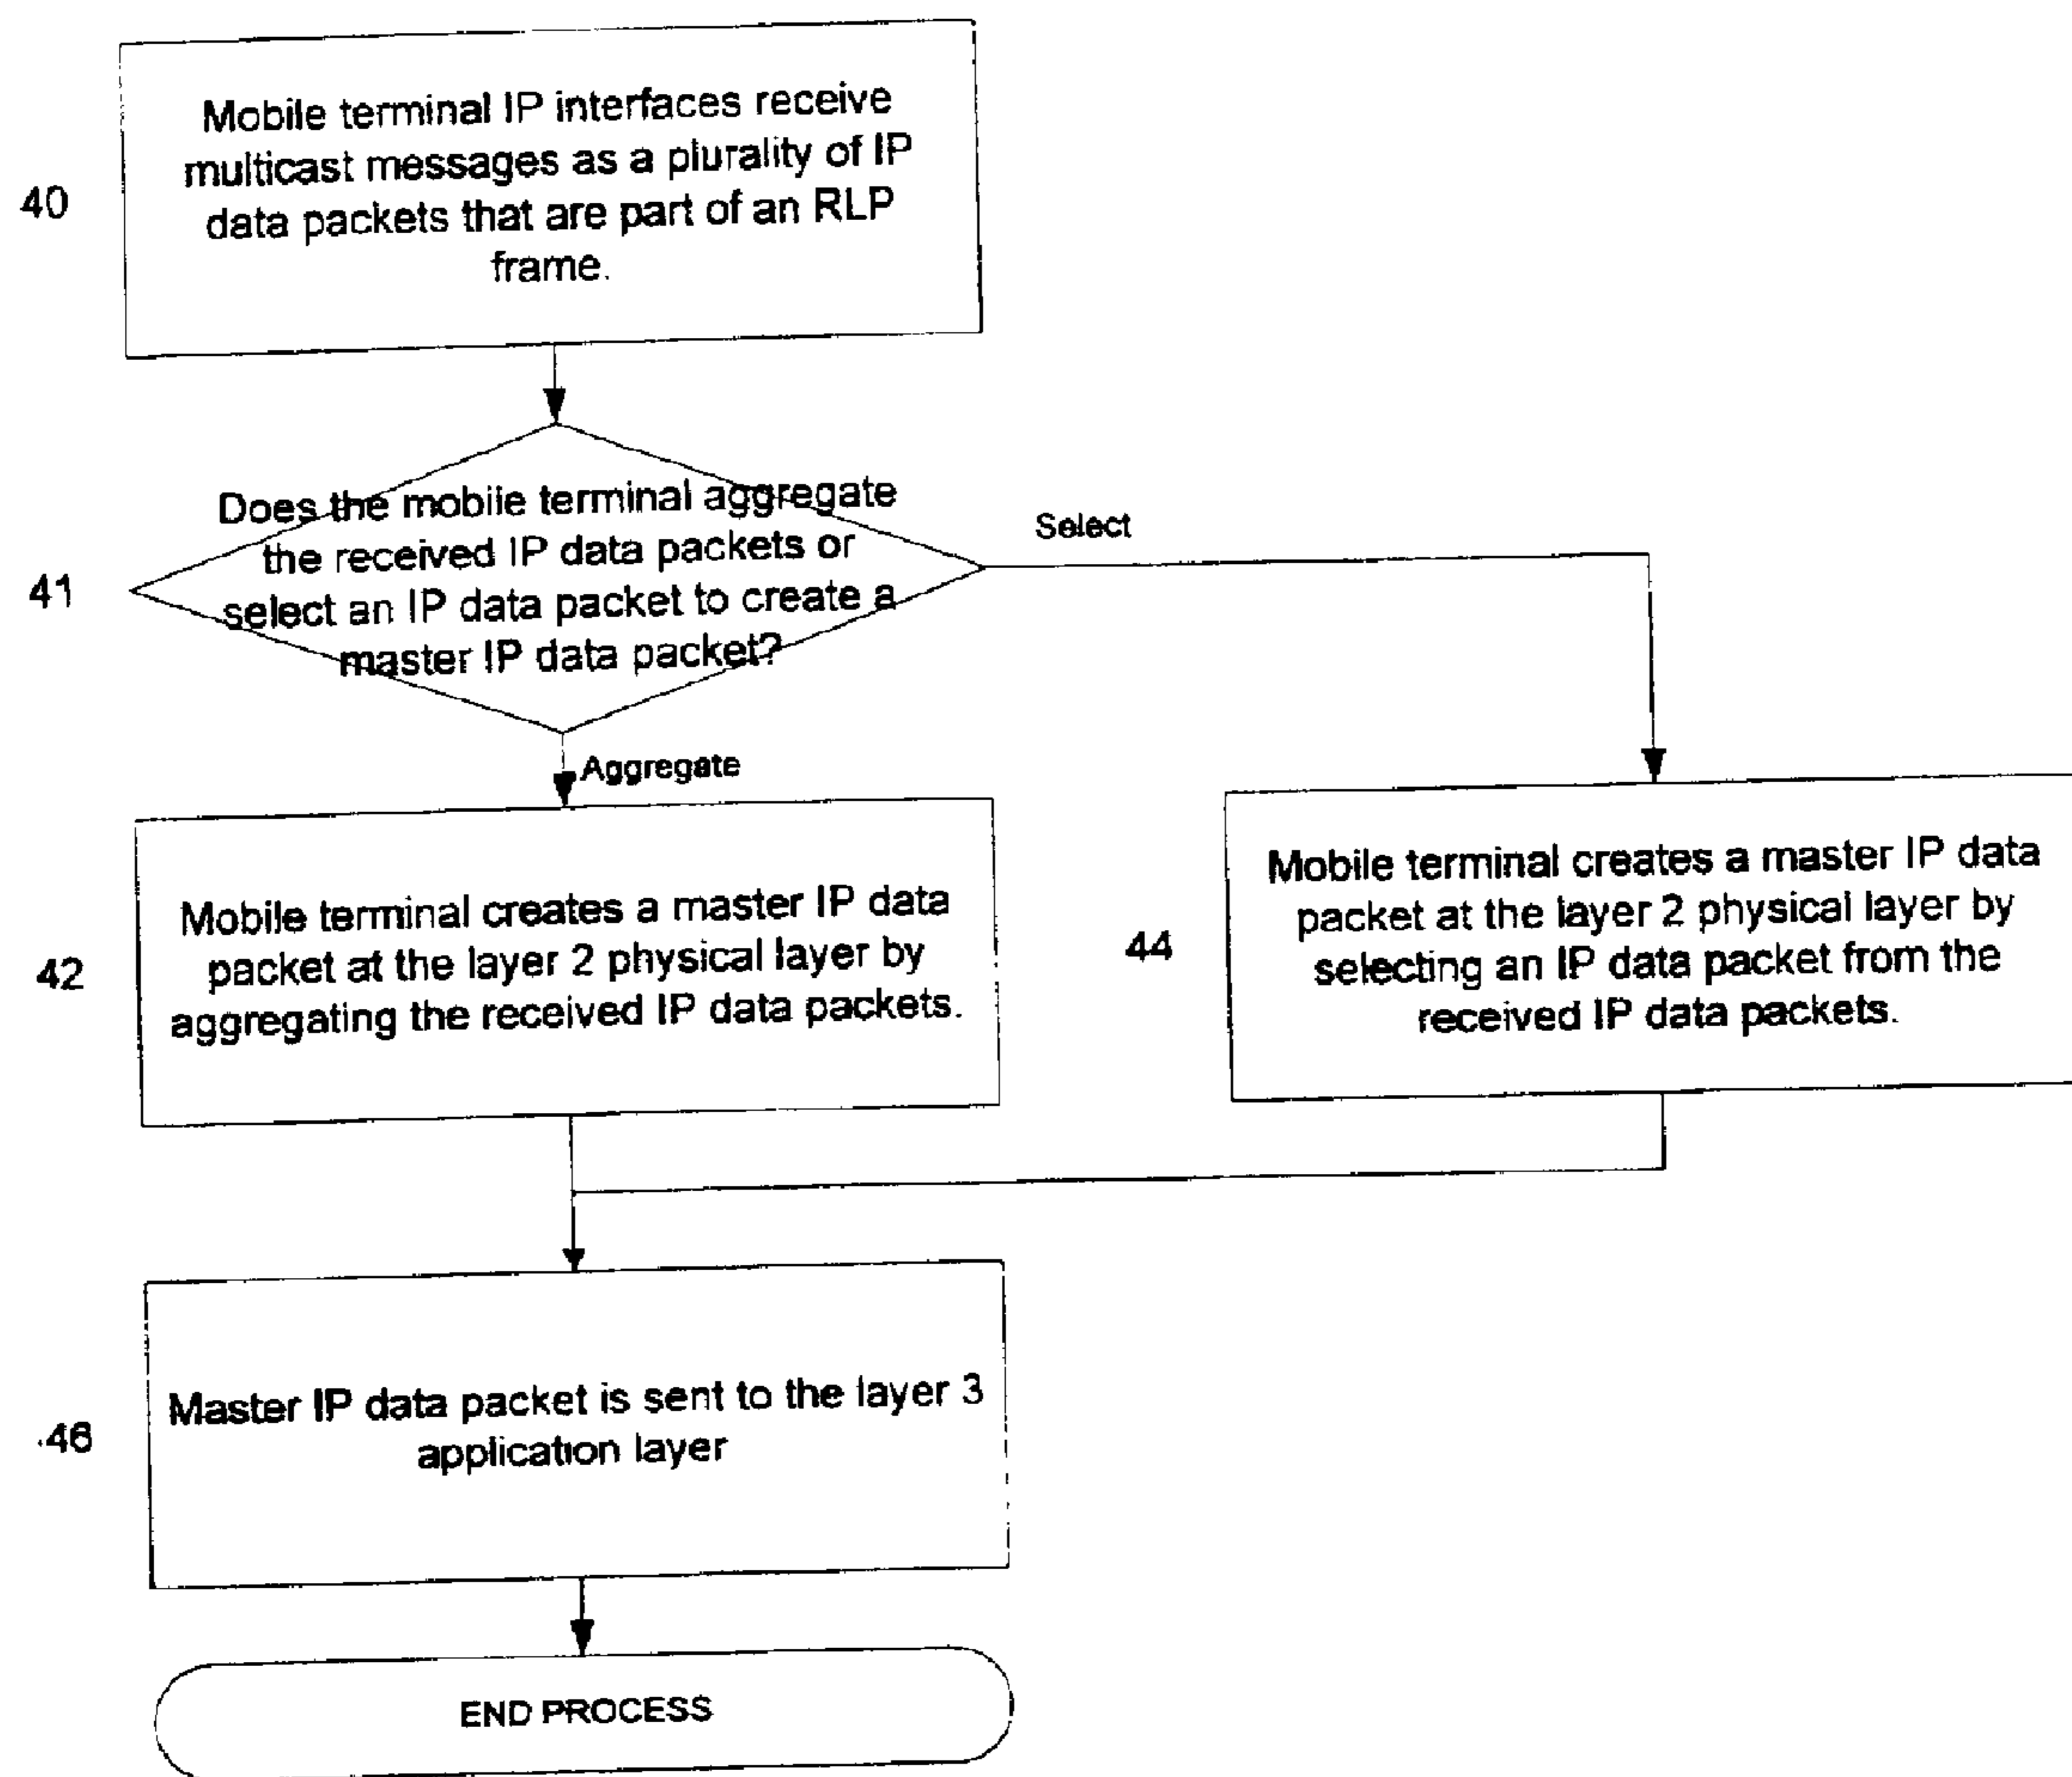 Mobile terminal IP interfaces receive
multicast messages as a plurality of IP
data packets that are part of an RLP
frame.
40
Does the mobile terminal aggregate
the received IP data packets or
select an IP data packet to create a
master IP data packet?
41
Select
Aggregate
Mobile terminal creates a master IP data
packet at the layer 2 physical layer by
aggregating the received IP data packets.
42
Mobile terminal creates a master IP data
packet at the layer 2 physical layer by
selecting an IP data packet from the
received IP data packets.
44
Master IP data packet is sent to the layer 3
application layer
46
END PROCESS